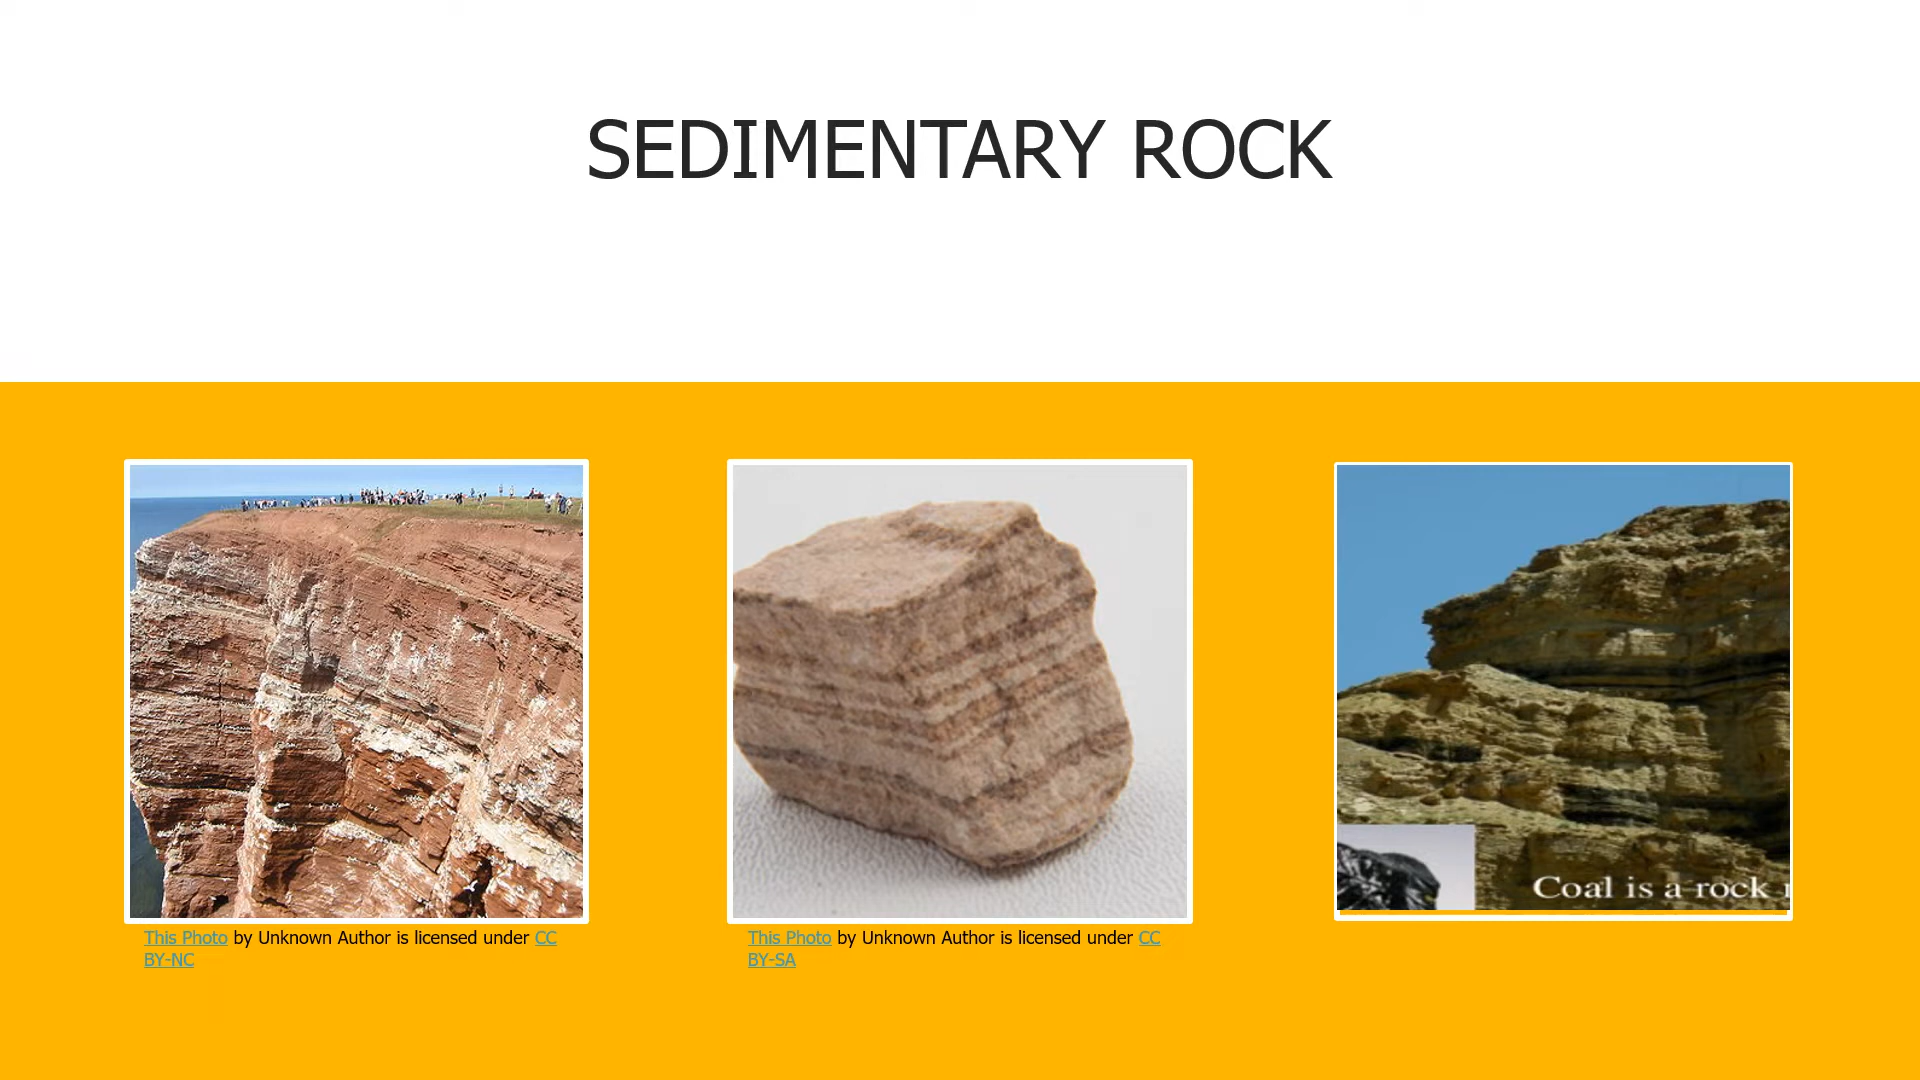 SEDIMENTARY ROCK
Coal is a rock
This Photo by Unknown Author is licensed under CC
BY-NC
This Photo by Unknown Author is licensed under CC
BY-SA